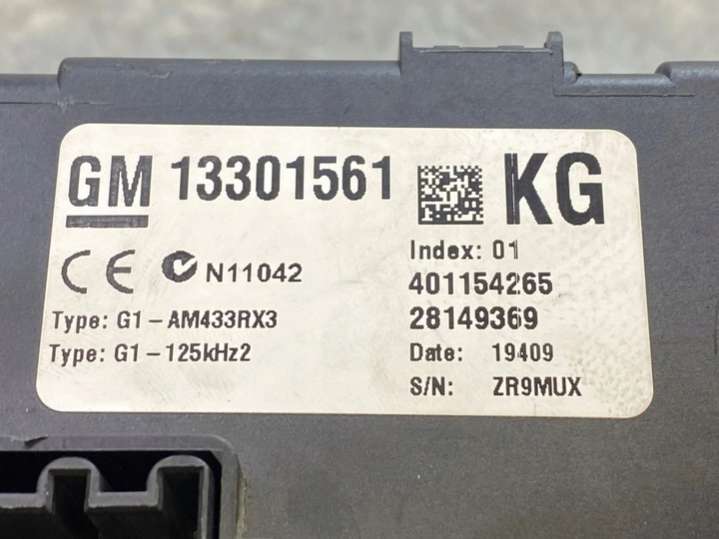 GM 13301561 KG
CE N11042
Type: G1-AM433RX3
Type: G1-125kHz2
Index: 01
401154265
28149369
Date: 19409
S/N: ZR9MUX